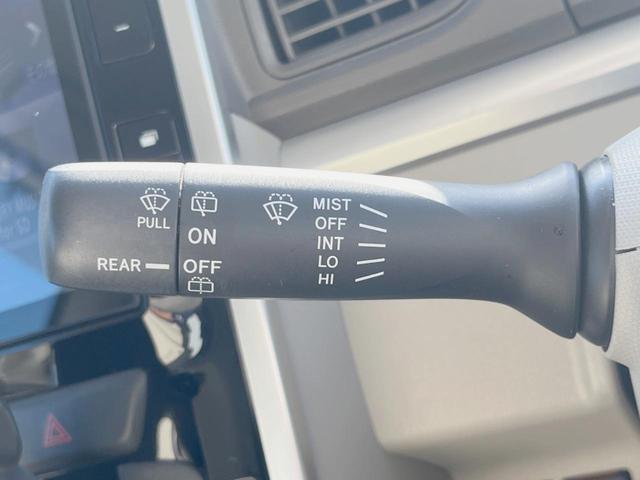 PULL
REAR
ON
OFF
MIST
OFF
INT
LO
HI